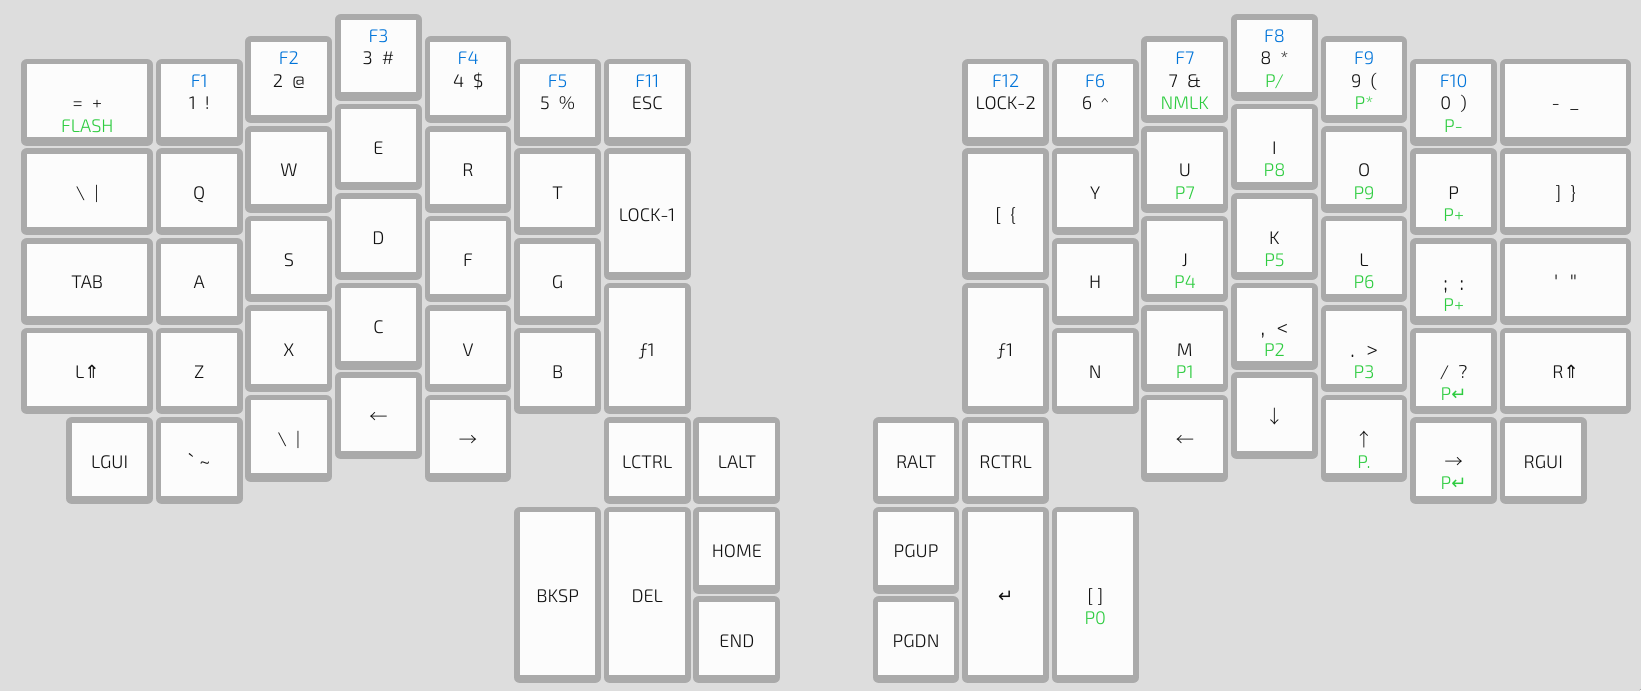 = +
FLASH
F1
1 !
F2
2 @
F3
3 #
F4
4 $
F5
5 %
F11
ESC
\ |
Q
W
E
R
T
LOCK-1
TAB
A
S
D
F
G
L⇑
Z
X
C
V
B
ƒ1
LGUI
` ~
\ |
←
→
LCTRL
LALT
BKSP
DEL
HOME
END
F12
LOCK-2
F6
6 ^
F7
7 &
NMLK
F8
8 *
P/
F9
9 (
P*
F10
0 )
P-
- _
[ {
Y
U
P7
I
P8
O
P9
P
P+
] }
H
J
P4
K
P5
L
P6
; :
P+
' "
ƒ1
N
M
P1
, <
P2
. >
P3
/ ?
P↵
R⇑
RALT
RCTRL
←
↓
↑
P.
→
P↵
RGUI
PGUP
PGDN
↵
[ ]
P0